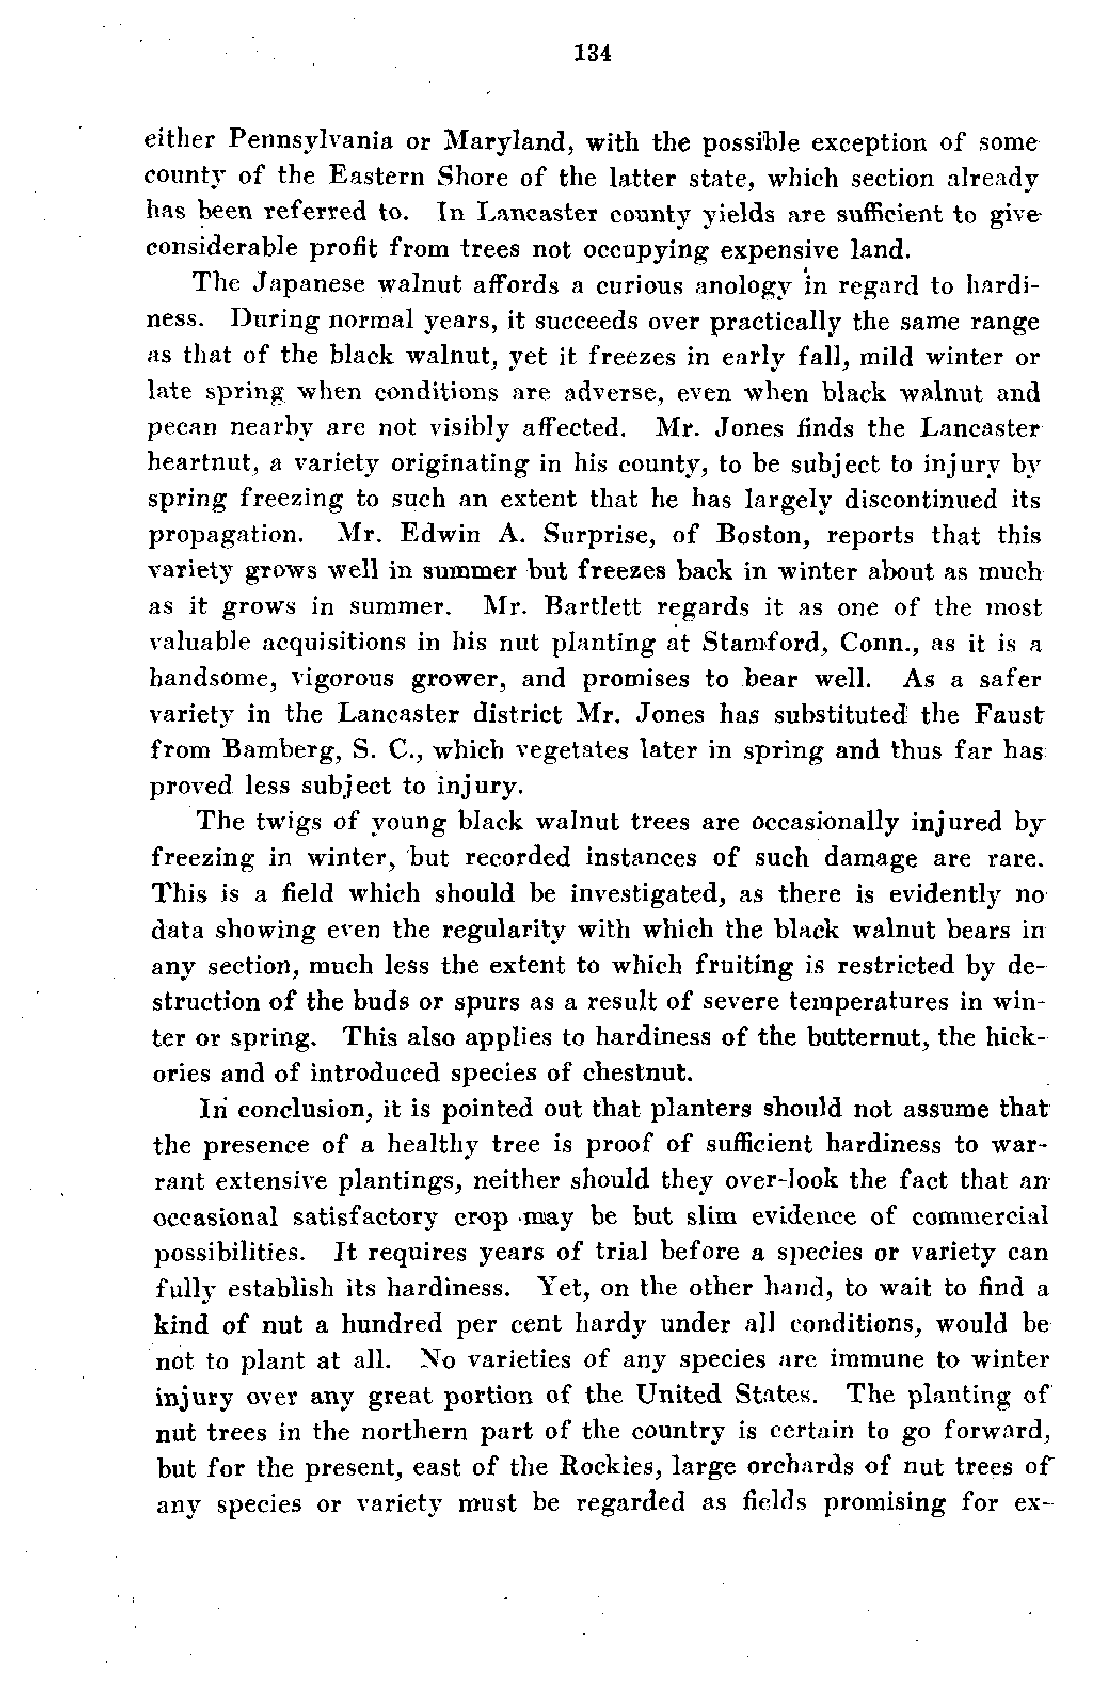 134
either Pennsylvania or Maryland, with the possible exception of some
county of the Eastern Shore of the latter state, which section already
has been referred to. In Lancaster county yields are sufficient to give
considerable profit from trees not occupying expensive land.
The Japanese walnut affords a curious anology in regard to hardi-
ness. During normal years, it succeeds over practically the same range
as that of the black walnut, yet it freezes in early fall, mild winter or
late spring when conditions are adverse, even when black walnut and
pecan nearby are not visibly affected. Mr. Jones finds the Lancaster
heartnut, a variety originating in his county, to be subject to injury by
spring freezing to such an extent that he has largely discontinued its
propagation. Mr. Edwin A. Surprise, of Boston, reports that this
variety grows well in summer but freezes back in winter about as much
as it grows in summer. Mr. Bartlett regards it as one of the most
valuable acquisitions in his nut planting at Stamford, Conn., as it is a
handsome, vigorous grower, and promises to bear well. As a safer
variety in the Lancaster district Mr. Jones has substituted the Faust
from Bamberg, S. C., which vegetates later in spring and thus far has
proved less subject to injury.
The twigs of young black walnut trees are occasionally injured by
freezing in winter, but recorded instances of such damage are rare.
This is a field which should be investigated, as there is evidently no
data showing even the regularity with which the black walnut bears in
any section, much less the extent to which fruiting is restricted by de-
struction of the buds or spurs as a result of severe temperatures in win-
ter or spring. This also applies to hardiness of the butternut, the hick-
ories and of introduced species of chestnut.
In conclusion, it is pointed out that planters should not assume that
the presence of a healthy tree is proof of sufficient hardiness to war-
rant extensive plantings, neither should they over-look the fact that an
occasional satisfactory crop may be but slim evidence of commercial
possibilities. It requires years of trial before a species or variety can
fully establish its hardiness. Yet, on the other hand, to wait to find a
kind of nut a hundred per cent hardy under all conditions, would be
not to plant at all. No varieties of any species are immune to winter
injury over any great portion of the United States. The planting of
nut trees in the northern part of the country is certain to go forward,
but for the present, east of the Rockies, large orchards of nut trees of
any species or variety must be regarded as fields promising for ex-